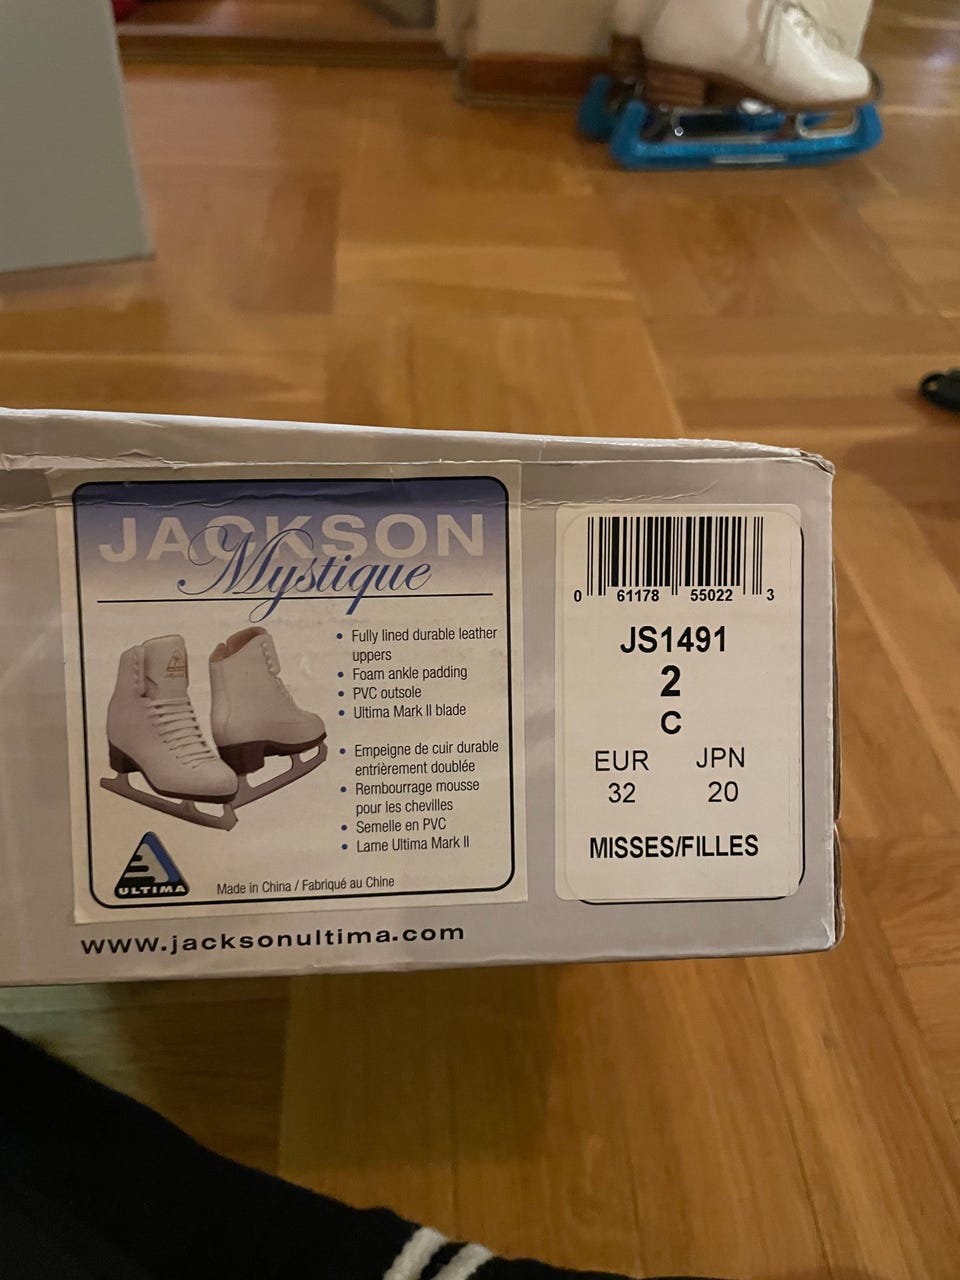 JACKSON
Mystique
• Fully lined durable leather
uppers
• Foam ankle padding
• PVC outsole
• Ultima Mark II blade
• Empeigne de cuir durable
entièrement doublée
• Rembourrage mousse
pour les chevilles
• Semelle en PVC
• Lame Ultima Mark II
ULTIMA
Made in China / Fabriqué au Chine
www.jacksonultima.com
0 61178 55022 3
JS1491
2
C
EUR JPN
32 20
MISSES/FILLES